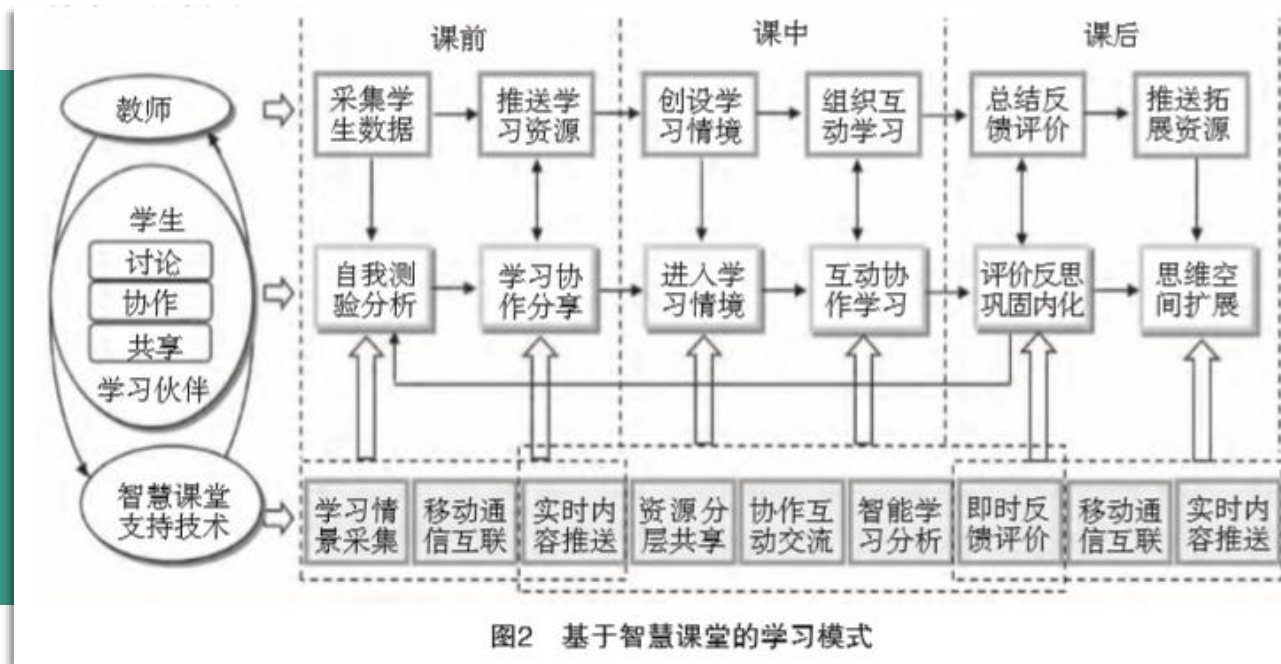 课前
课中
课后
教师
采集学
生数据
推送学
习资源
创设学
习情境
组织互
动学习
总结反
馈评价
推送拓
展资源
学生
讨论
协作
共享
学习伙伴
自我测
验分析
学习协
作分享
进入学
习情境
互动协
作学习
评价反思
巩固内化
思维空
间扩展
智慧课堂
支持技术
学习情
景采集
移动通
信互联
实时内
容推送
资源分
层共享
协作互
动交流
智能学
习分析
即时反
馈评价
移动通
信互联
实时内
容推送
图2 基于智慧课堂的学习模式